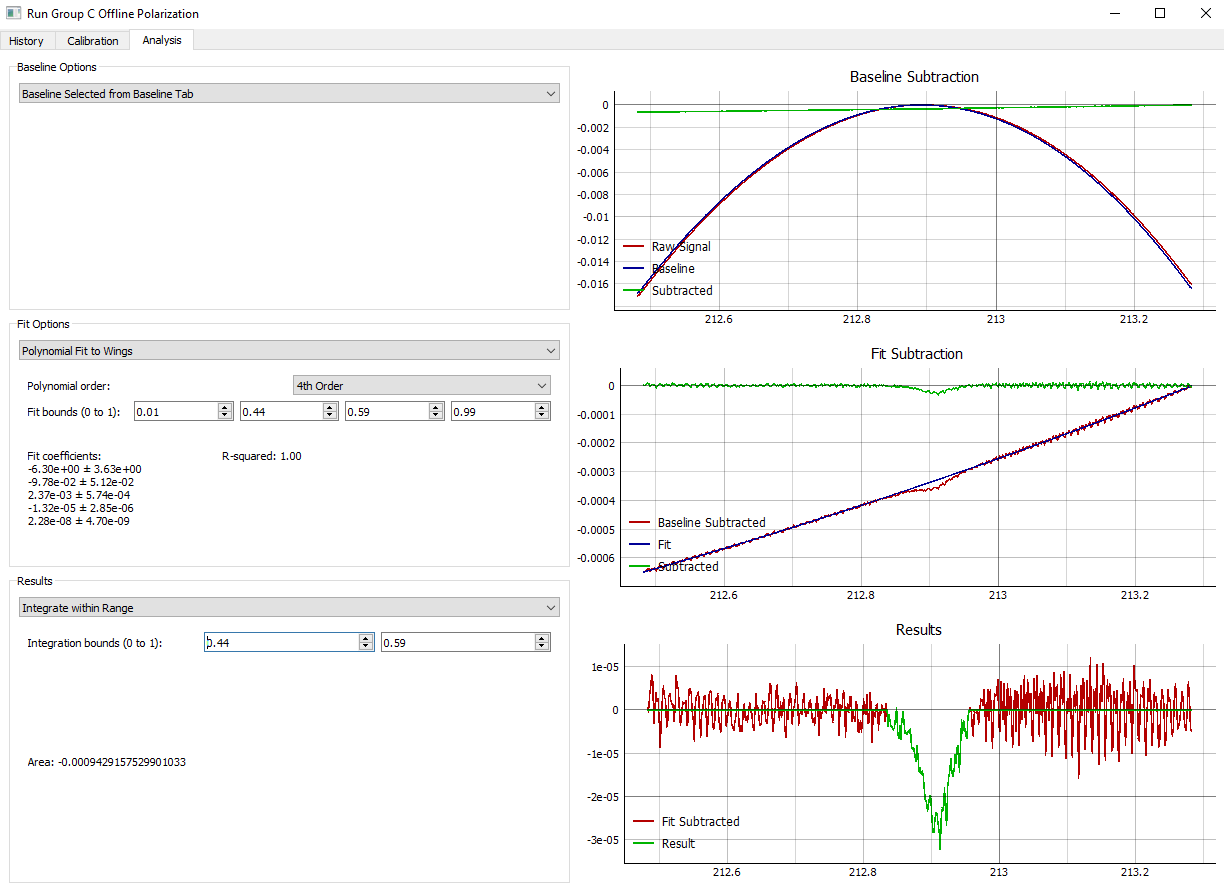 Run Group C Offline Polarization
History Calibration Analysis
Baseline Options
Baseline Selected from Baseline Tab
Fit Options
Polynomial Fit to Wings
Polynomial order: 4th Order
Fit bounds (0 to 1): 0.01 0.44 0.59 0.99
Fit coefficients: R-squared: 1.00
-6.30e+00 ± 3.63e+00
-9.78e-02 ± 5.12e-02
2.37e-03 ± 5.74e-04
-1.32e-05 ± 2.85e-06
2.28e-08 ± 4.70e-09
Results
Integrate within Range
Integration bounds (0 to 1): 0.44 0.59
Area: -0.0009429157529901033
Baseline Subtraction
0
-0.002
-0.004
-0.006
-0.008
-0.01
-0.012
-0.014
-0.016
Raw Signal
Baseline
Subtracted
212.6 212.8 213 213.2
Fit Subtraction
0
-0.0001
-0.0002
-0.0003
-0.0004
-0.0005
-0.0006
Baseline Subtracted
Fit
Subtracted
212.6 212.8 213 213.2
Results
1e-05
0
-1e-05
-2e-05
-3e-05
Fit Subtracted
Result
212.6 212.8 213 213.2